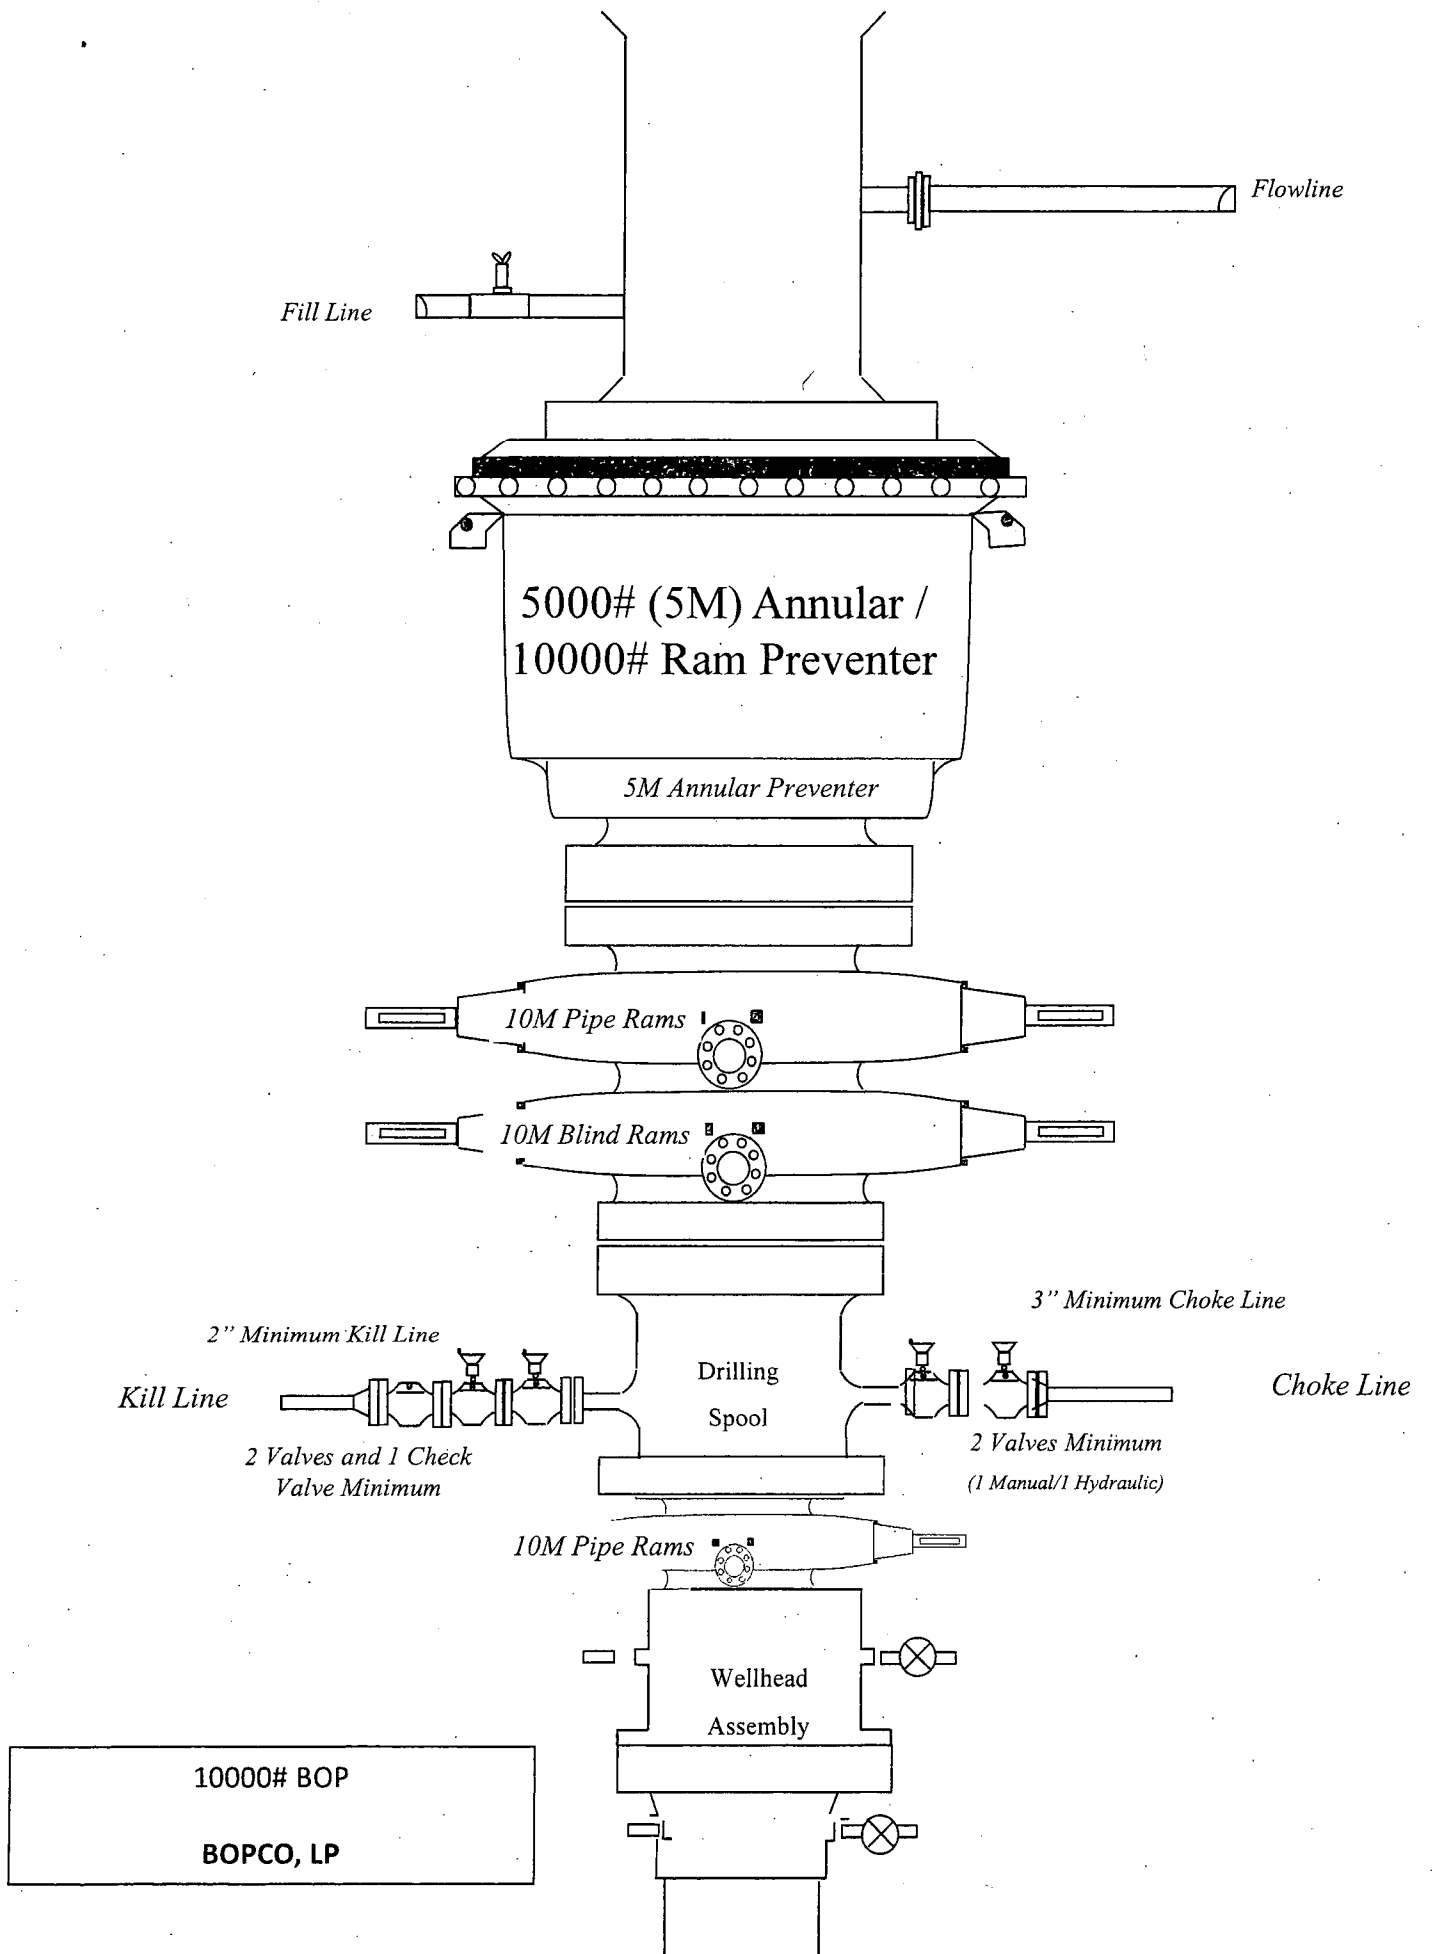 Flowline
Fill Line
5000# (5M) Annular /
10000# Ram Preventer
5M Annular Preventer
10M Pipe Rams
10M Blind Rams
3” Minimum Choke Line
2” Minimum Kill Line
Drilling
Spool
Kill Line
Choke Line
2 Valves and 1 Check
Valve Minimum
2 Valves Minimum
(1 Manual/1 Hydraulic)
10M Pipe Rams
Wellhead
Assembly
10000# BOP
BOPCO, LP